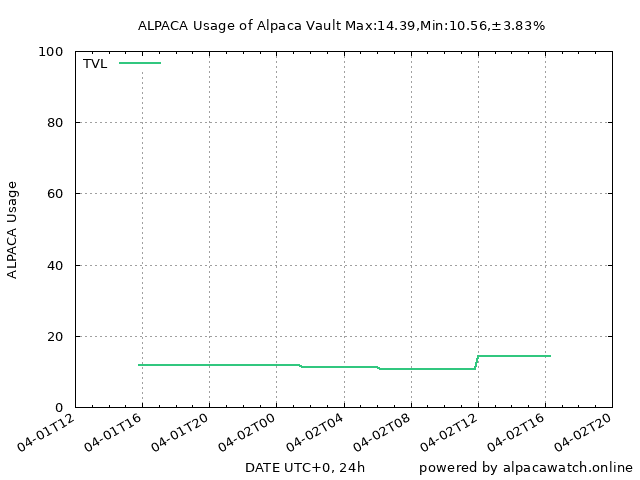 ALPACA Usage of Alpaca Vault Max:14.39,Min:10.56,±3.83%
100
TVL
80
60
ALPACA Usage
40
20
0
04-01T12 04-01T16 04-01T20 04-02T00 04-02T04 04-02T08 04-02T12 04-02T16 04-02T20
DATE UTC+0, 24h powered by alpacawatch.online